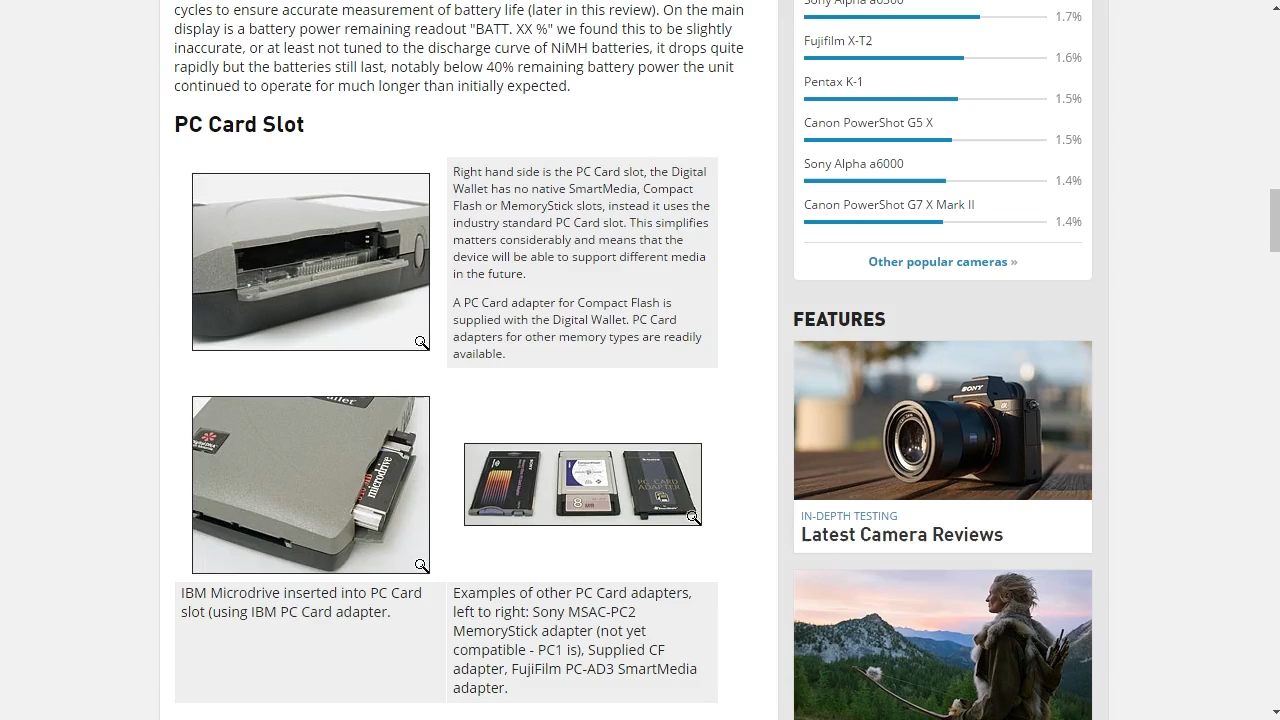 cycles to ensure accurate measurement of battery life (later in this review). On the main
display is a battery power remaining readout "BATT. XX %" we found this to be slightly
inaccurate, or at least not tuned to the discharge curve of NiMH batteries, it drops quite
rapidly but the batteries still last, notably below 40% remaining battery power the unit
continued to operate for much longer than initially expected.
PC Card Slot
Right hand side is the PC Card slot, the Digital
Wallet has no native SmartMedia, Compact
Flash or MemoryStick slots, instead it uses the
industry standard PC Card slot. This simplifies
matters considerably and means that the
device will be able to support different media
in the future.
A PC Card adapter for Compact Flash is
supplied with the Digital Wallet. PC Card
adapters for other memory types are readily
available.
microdrive
PC CARD
ADAPTER
8
IBM Microdrive inserted into PC Card
slot (using IBM PC Card adapter.
Examples of other PC Card adapters,
left to right: Sony MSAC-PC2
MemoryStick adapter (not yet
compatible - PC1 is), Supplied CF
adapter, FujiFilm PC-AD3 SmartMedia
adapter.
1.7%
Fujifilm X-T2
1.6%
Pentax K-1
1.5%
Canon PowerShot G5 X
1.5%
Sony Alpha a6000
1.4%
Canon PowerShot G7 X Mark II
1.4%
Other popular cameras »
FEATURES
SONY
IN-DEPTH TESTING
Latest Camera Reviews